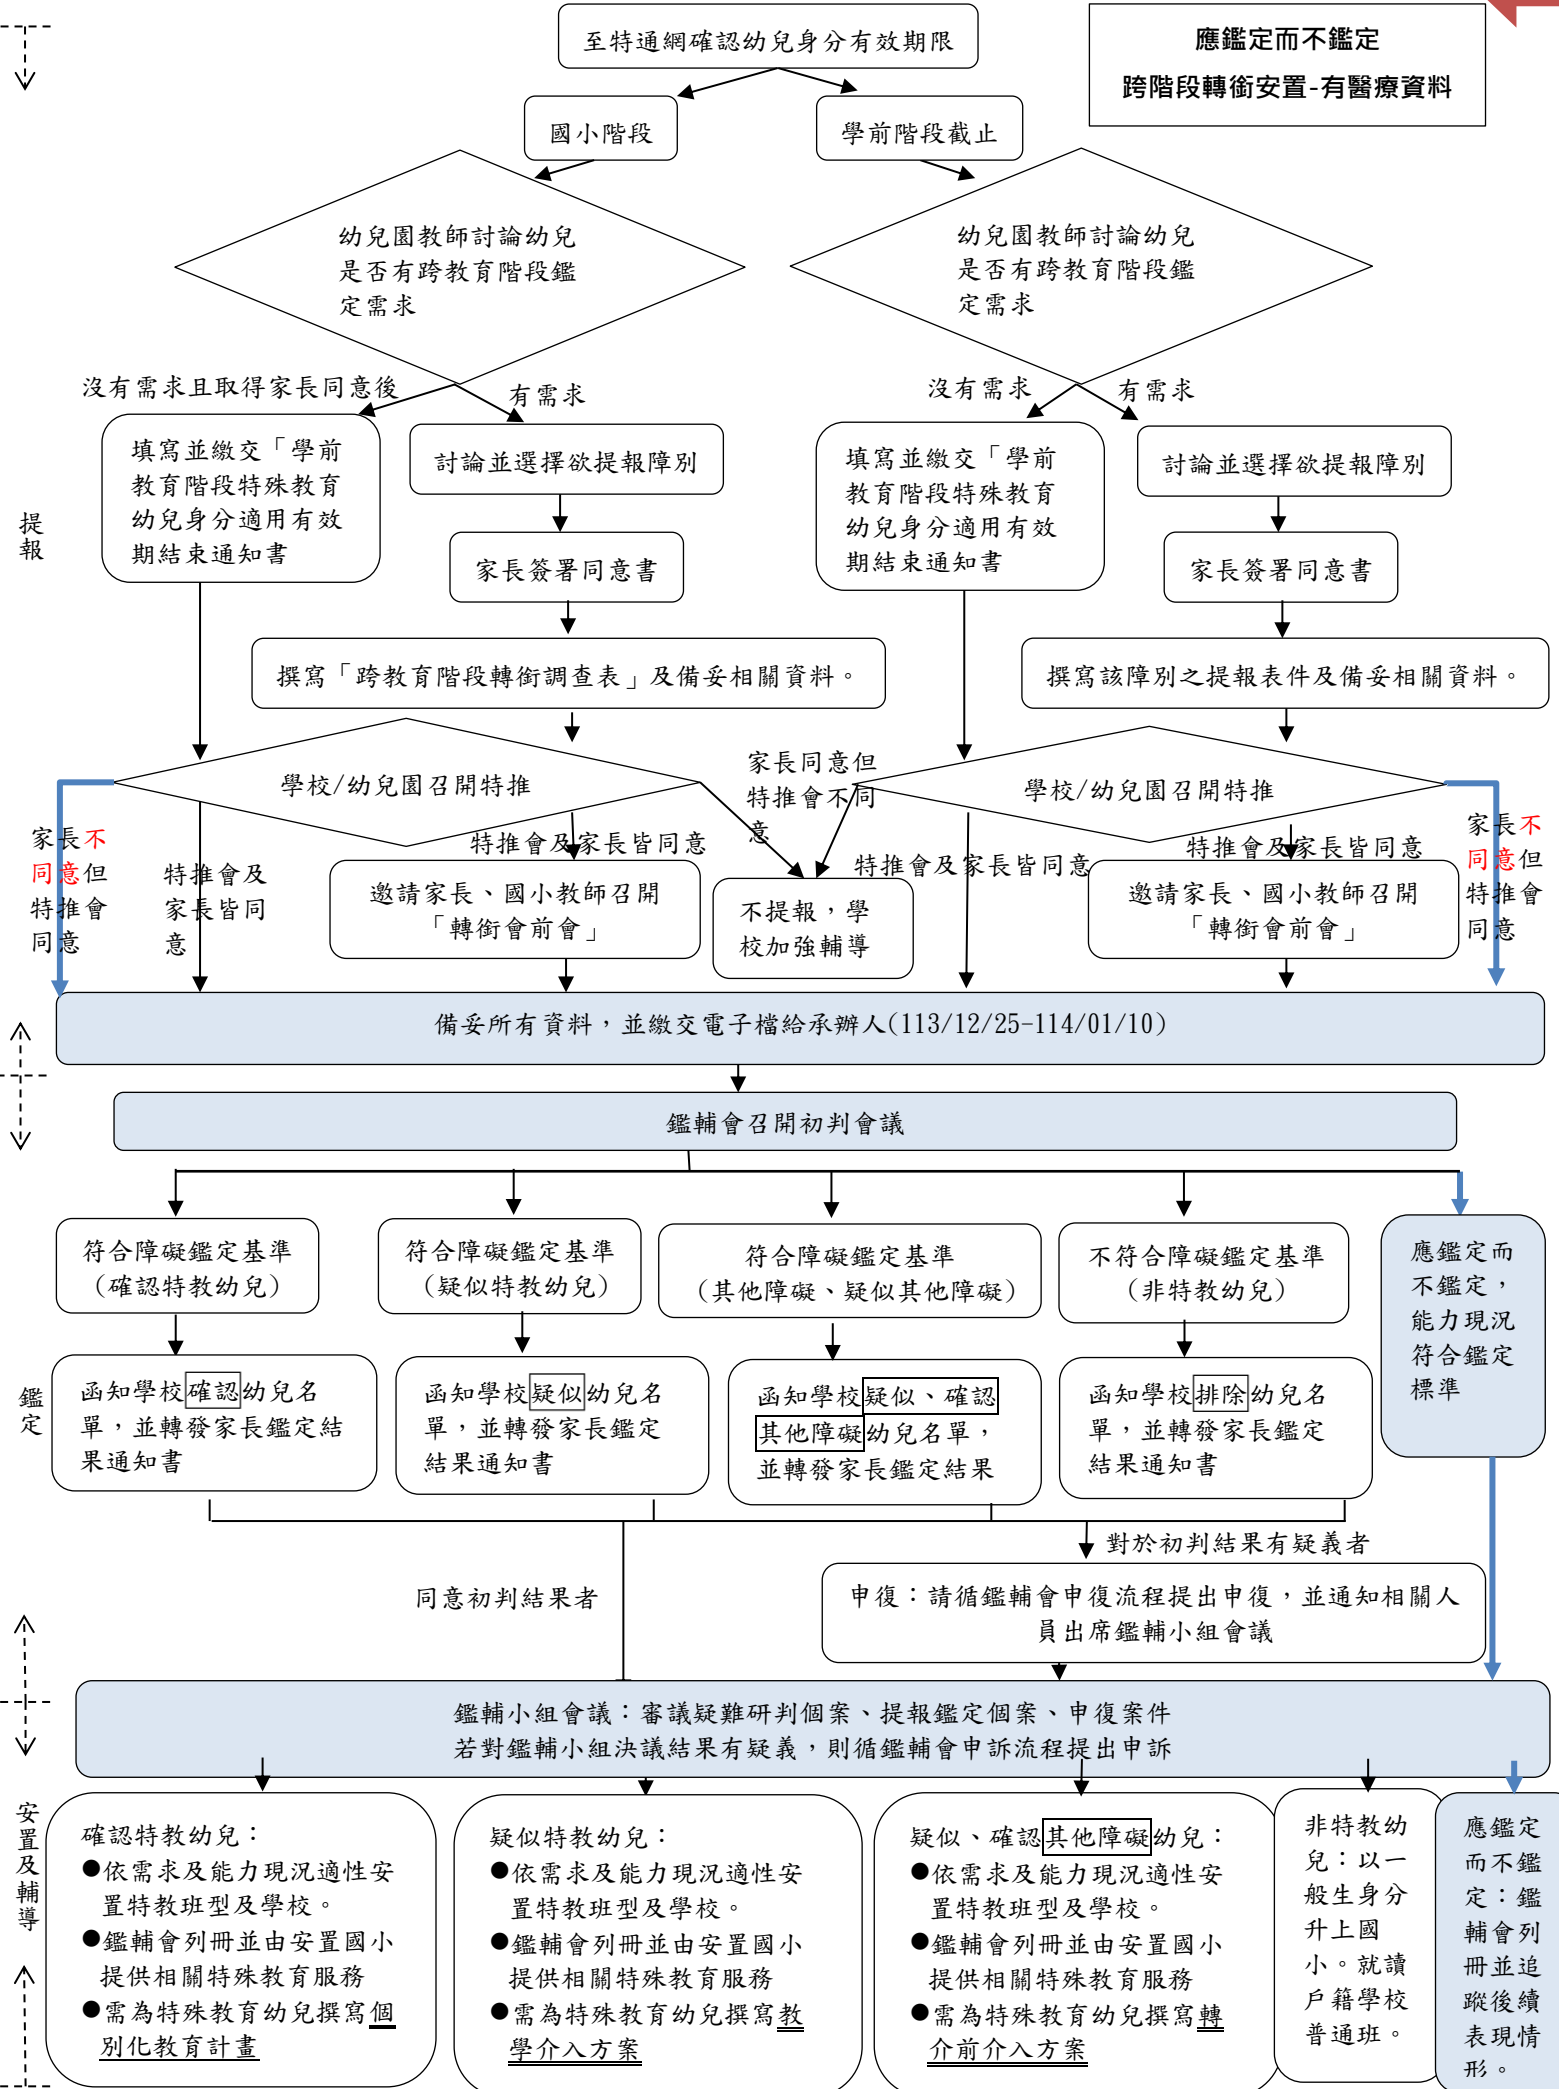 至特通網確認幼兒身分有效期限
應鑑定而不鑑定
跨階段轉銜安置-有醫療資料
國小階段
學前階段截止
幼兒園教師討論幼兒
是否有跨教育階段鑑
定需求
幼兒園教師討論幼兒
是否有跨教育階段鑑
定需求
沒有需求且取得家長同意後
有需求
沒有需求
有需求
填寫並繳交「學前
教育階段特殊教育
幼兒身分適用有效
期結束通知書
討論並選擇欲提報障別
填寫並繳交「學前
教育階段特殊教育
幼兒身分適用有效
期結束通知書
討論並選擇欲提報障別
提
報
家長簽署同意書
家長簽署同意書
撰寫「跨教育階段轉銜調查表」及備妥相關資料。
撰寫該障別之提報表件及備妥相關資料。
學校/幼兒園召開特推
家長同意但
特推會不同
意
學校/幼兒園召開特推
家長不
同意但
特推會
同意
特推會及
家長皆同
意
特推會及家長皆同意
特推會及家長皆同意
特推會及家長皆同意
家長不
同意但
特推會
同意
邀請家長、國小教師召開
「轉銜會前會」
不提報，學
校加強輔導
邀請家長、國小教師召開
「轉銜會前會」
備妥所有資料，並繳交電子檔給承辦人(113/12/25-114/01/10)
鑑輔會召開初判會議
符合障礙鑑定基準
(確認特教幼兒)
符合障礙鑑定基準
(疑似特教幼兒)
符合障礙鑑定基準
(其他障礙、疑似其他障礙)
不符合障礙鑑定基準
(非特教幼兒)
應鑑定而
不鑑定，
能力現況
符合鑑定
標準
鑑
定
函知學校確認幼兒名
單，並轉發家長鑑定結
果通知書
函知學校疑似幼兒名
單，並轉發家長鑑定
結果通知書
函知學校疑似、確認
其他障礙幼兒名單，
並轉發家長鑑定結果
函知學校排除幼兒名
單，並轉發家長鑑定
結果通知書
對於初判結果有疑義者
同意初判結果者
申復：請循鑑輔會申復流程提出申復，並通知相關人
員出席鑑輔小組會議
鑑輔小組會議：審議疑難研判個案、提報鑑定個案、申復案件
若對鑑輔小組決議結果有疑義，則循鑑輔會申訴流程提出申訴
安
置
及
輔
導
確認特教幼兒：
●依需求及能力現況適性安
置特教班型及學校。
●鑑輔會列冊並由安置國小
提供相關特殊教育服務
●需為特殊教育幼兒撰寫個
別化教育計畫
疑似特教幼兒：
●依需求及能力現況適性安
置特教班型及學校。
●鑑輔會列冊並由安置國小
提供相關特殊教育服務
●需為特殊教育幼兒撰寫教
學介入方案
疑似、確認其他障礙幼兒：
●依需求及能力現況適性安
置特教班型及學校。
●鑑輔會列冊並由安置國小
提供相關特殊教育服務
●需為特殊教育幼兒撰寫轉
介前介入方案
非特教幼
兒：以一
般生身分
升上國
小。就讀
戶籍學校
普通班。
應鑑定
而不鑑
定：鑑
輔會列
冊並追
蹤後續
表現情
形。